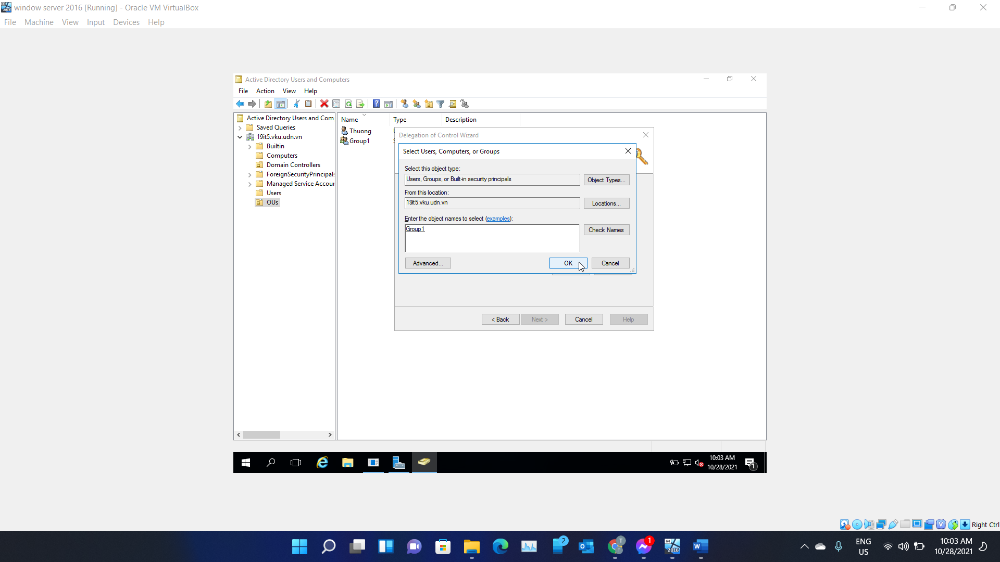 window server 2016 [Running] - Oracle VM VirtualBox
File Machine View Input Devices Help
Active Directory Users and Computers
File Action View Help
Active Directory Users and Com
Saved Queries
19it5.vku.udn.vn
Builtin
Computers
Domain Controllers
ForeignSecurityPrincipals
Managed Service Accour
Users
OUs
Name Type Description
Thuong
Group1
Delegation of Control Wizard
Select Users, Computers, or Groups
Select this object type:
Users, Groups, or Built-in security principals
Object Types...
From this location:
19it5.vku.udn.vn
Locations...
Enter the object names to select (examples):
Group1
Check Names
Advanced...
OK
Cancel
< Back
Next >
Cancel
Help
10:03 AM
10/28/2021
1
Right Ctrl
2
1
64
2016
ENG
US
10:03 AM
10/28/2021